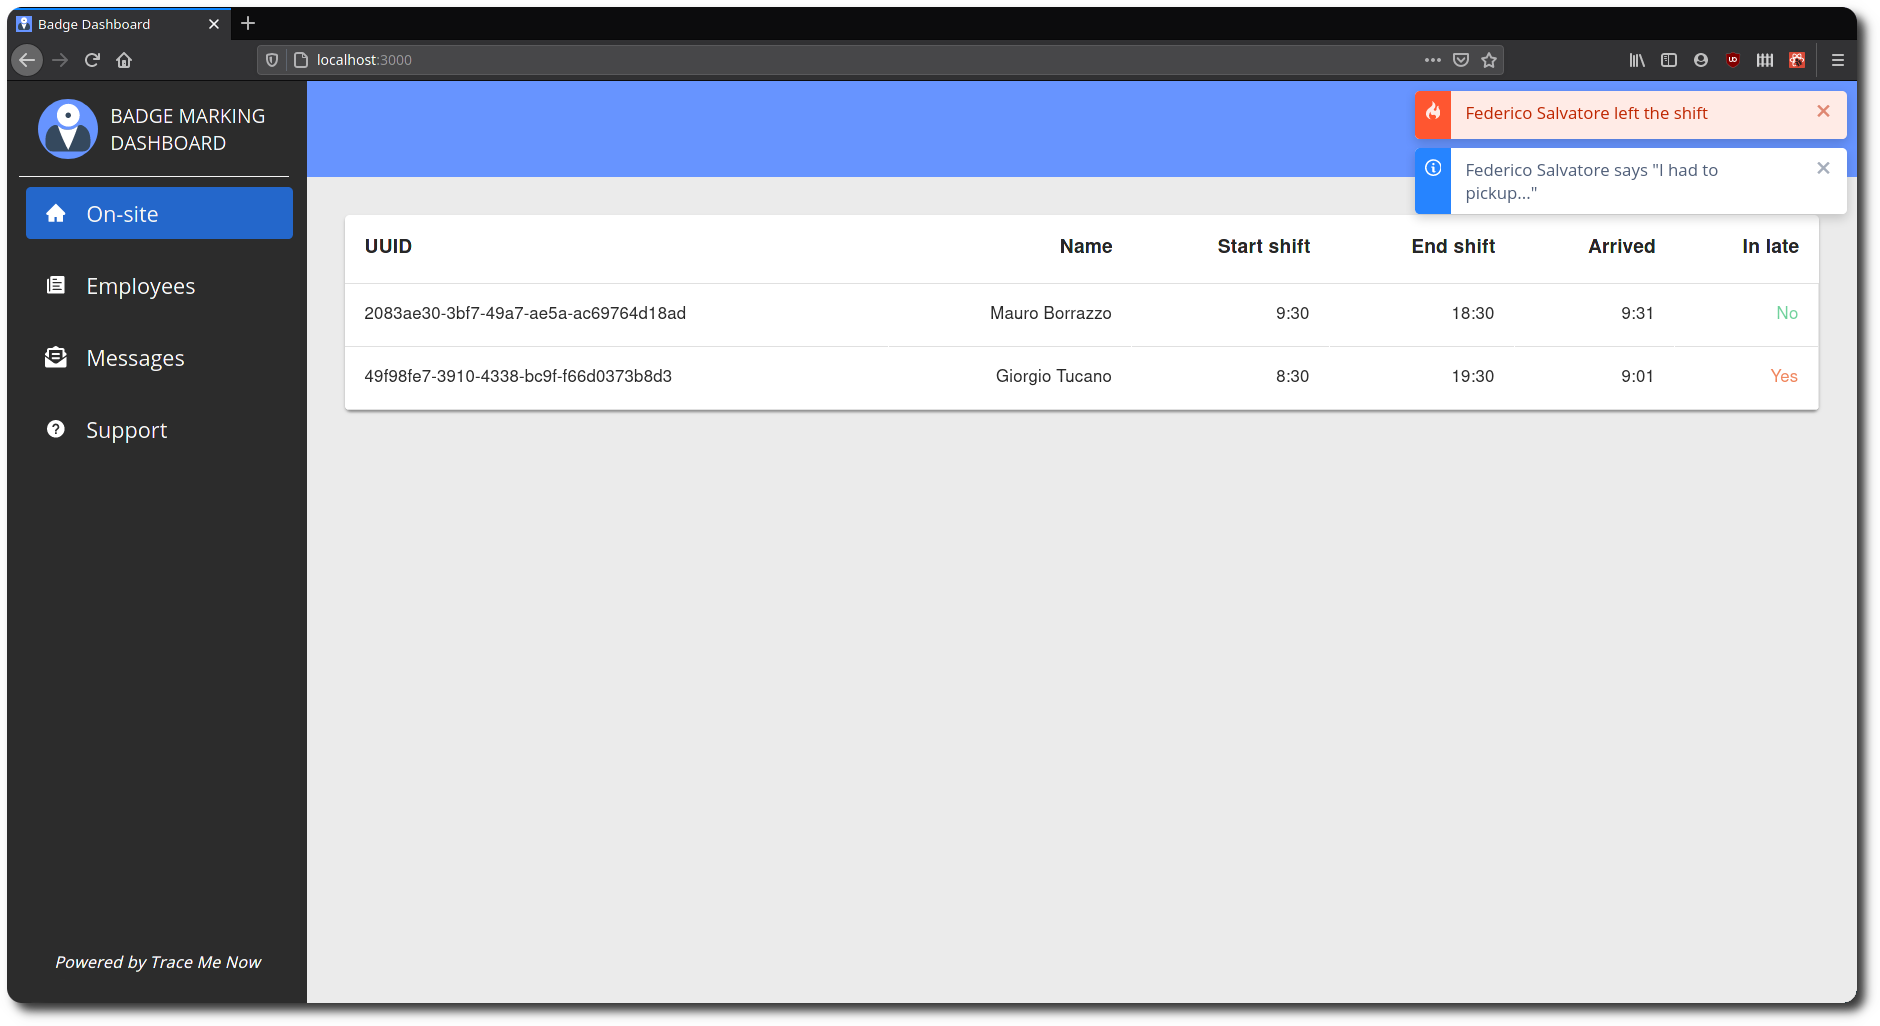 Badge Dashboard
localhost:3000
BADGE MARKING
DASHBOARD
Federico Salvatore left the shift
Federico Salvatore says "I had to
pickup..."
On-site
Employees
Messages
Support
UUID Name Start shift End shift Arrived In late
2083ae30-3bf7-49a7-ae5a-ac69764d18ad Mauro Borrazzo 9:30 18:30 9:31 No
49f98fe7-3910-4338-bc9f-f66d0373b8d3 Giorgio Tucano 8:30 19:30 9:01 Yes
Powered by Trace Me Now